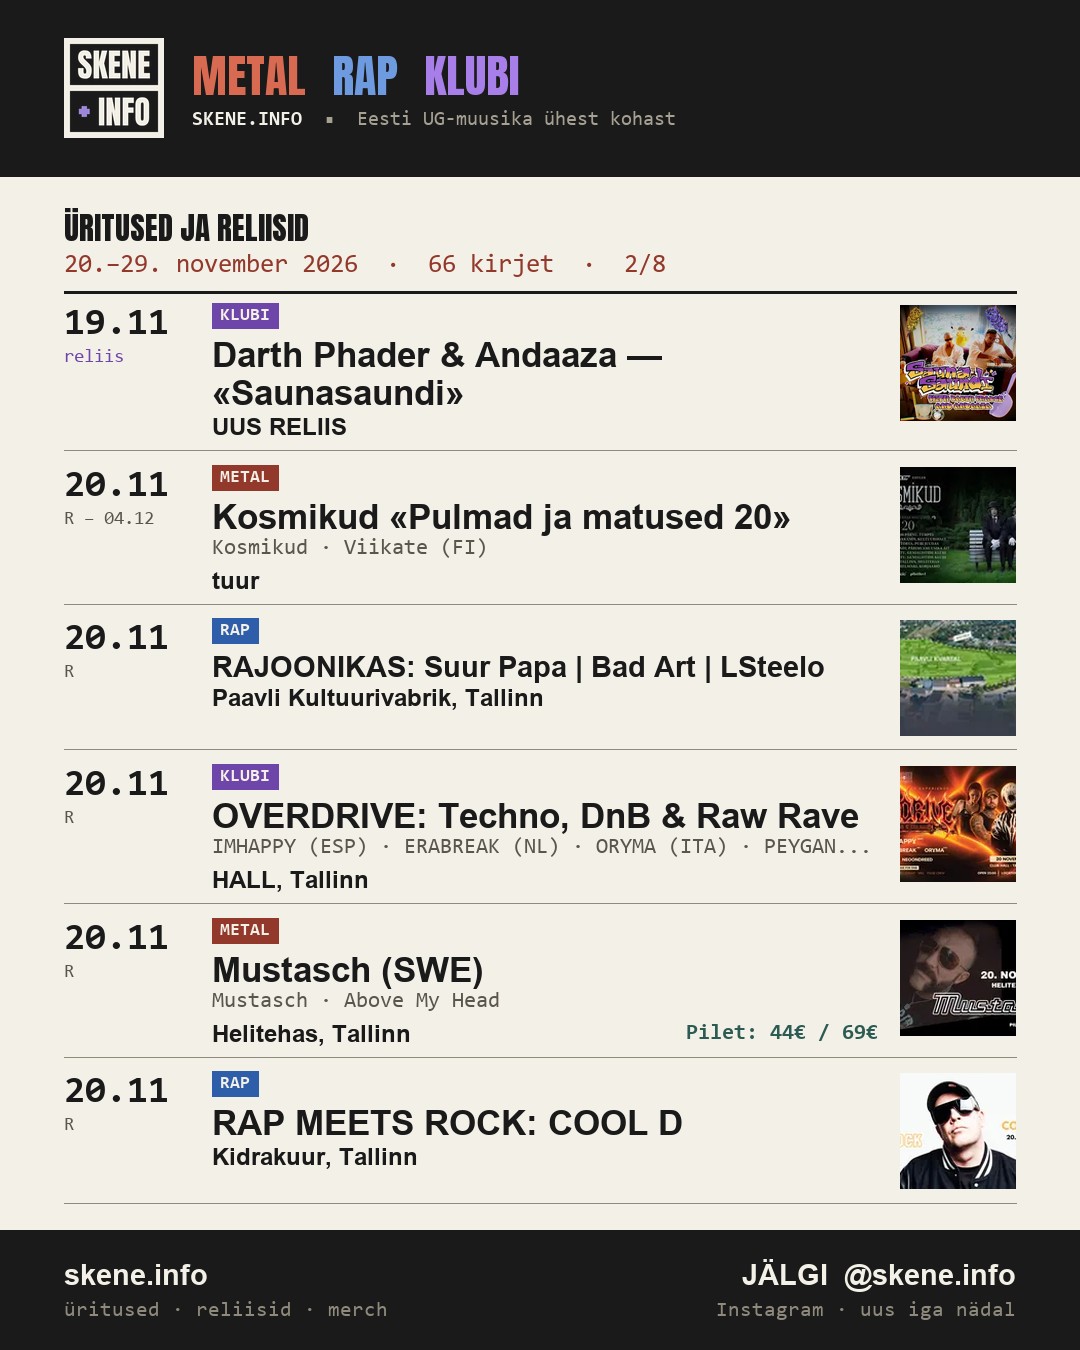 SKENE
INFO
METAL RAP KLUBI
SKENE.INFO ▪ Eesti UG-muusika ühest kohast
ÜRITUSED JA RELIISID
20.–29. november 2026 · 66 kirjet · 2/8
19.11
reliis
KLUBI
Darth Phader & Andaaza —
«Saunasaundi»
UUS RELIIS
20.11
R – 04.12
METAL
Kosmikud «Pulmad ja matused 20»
Kosmikud · Viikate (FI)
tuur
20.11
R
RAP
RAJOONIKAS: Suur Papa | Bad Art | LSteelo
Paavli Kultuurivabrik, Tallinn
20.11
R
KLUBI
OVERDRIVE: Techno, DnB & Raw Rave
IMHAPPY (ESP) · ERABREAK (NL) · ORYMA (ITA) · PEYGAN...
HALL, Tallinn
20.11
R
METAL
Mustasch (SWE)
Mustasch · Above My Head
Helitehas, Tallinn
Pilet: 44€ / 69€
20. NO
HELITE
Musta
20.11
R
RAP
RAP MEETS ROCK: COOL D
Kidrakuur, Tallinn
skene.info
üritused · reliisid · merch
JÄLGI @skene.info
Instagram · uus iga nädal